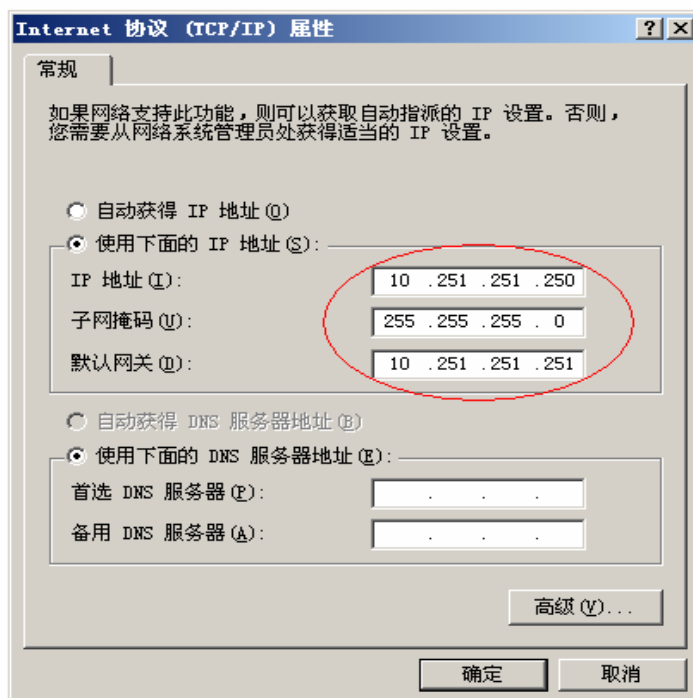 Internet 协议 (TCP/IP) 属性
常规
如果网络支持此功能，则可以获取自动指派的 IP 设置。否则，
您需要从网络系统管理员处获得适当的 IP 设置。
自动获得 IP 地址(O)
使用下面的 IP 地址(S):
IP 地址(I): 10 .251 .251 .250
子网掩码(U): 255 .255 .255 . 0
默认网关(D): 10 .251 .251 .251
自动获得 DNS 服务器地址(B)
使用下面的 DNS 服务器地址(E):
首选 DNS 服务器(P): . . .
备用 DNS 服务器(A): . . .
高级(V)...
确定 取消